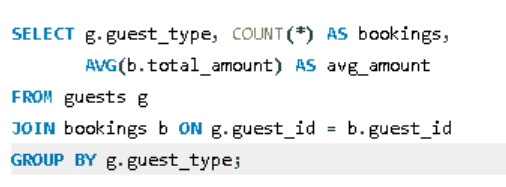 SELECT g.guest_type, COUNT(*) AS bookings,
AVG(b.total_amount) AS avg_amount
FROM guests g
JOIN bookings b ON g.guest_id = b.guest_id
GROUP BY g.guest_type;